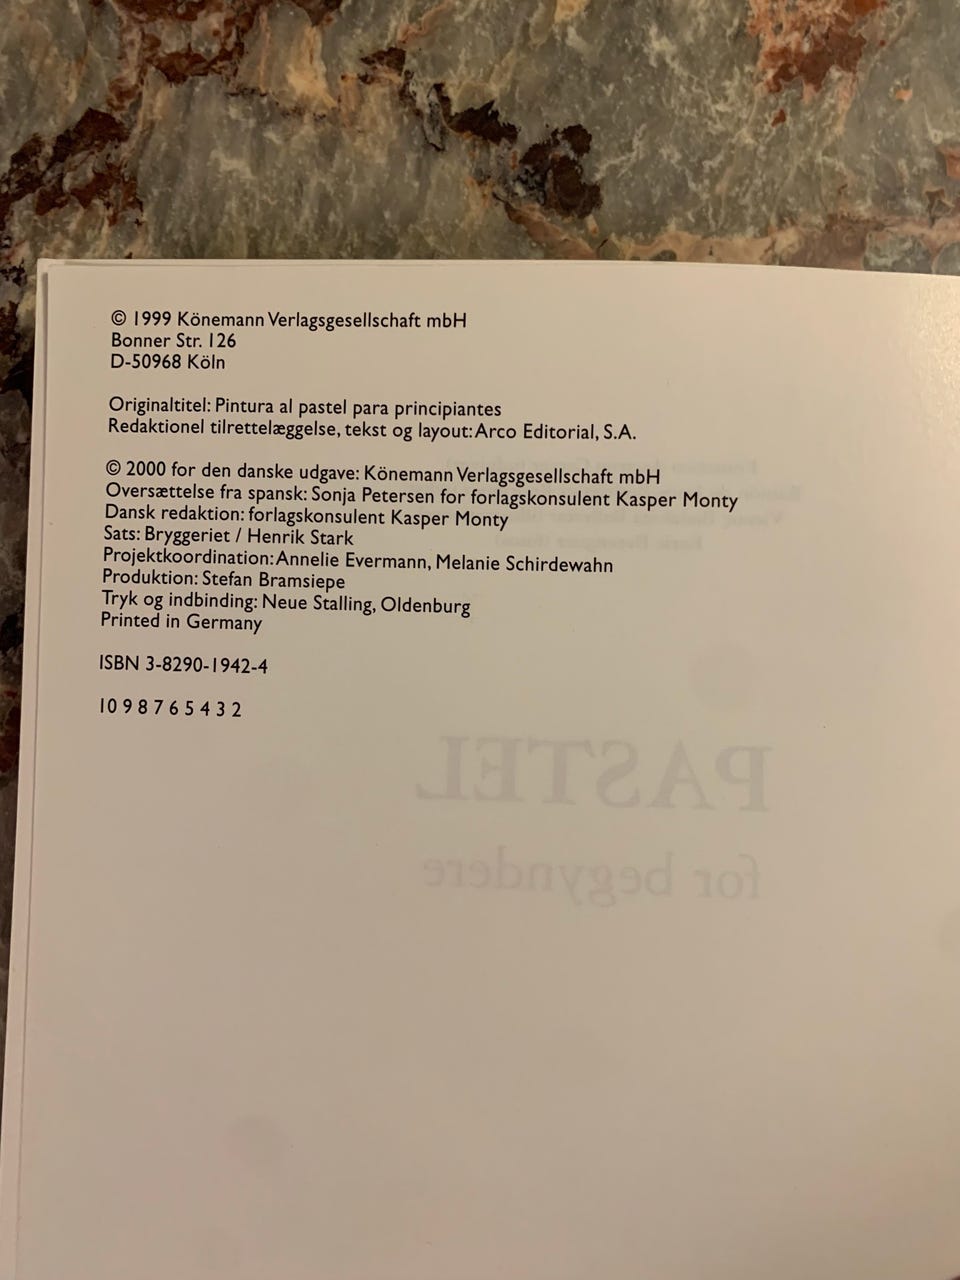 © 1999 Könemann Verlagsgesellschaft mbH
Bonner Str. 126
D-50968 Köln
Originaltitel: Pintura al pastel para principiantes
Redaktionel tilrettelæggelse, tekst og layout: Arco Editorial, S.A.
© 2000 for den danske udgave: Könemann Verlagsgesellschaft mbH
Oversættelse fra spansk: Sonja Petersen for forlagskonsulent Kasper Monty
Dansk redaktion: forlagskonsulent Kasper Monty
Sats: Bryggeriet / Henrik Stark
Projektkoordination: Annelie Evermann, Melanie Schirdewahn
Produktion: Stefan Bramsiepe
Tryk og indbinding: Neue Stalling, Oldenburg
Printed in Germany
ISBN 3-8290-1942-4
10 9 8 7 6 5 4 3 2
PASTEL
for begyndere